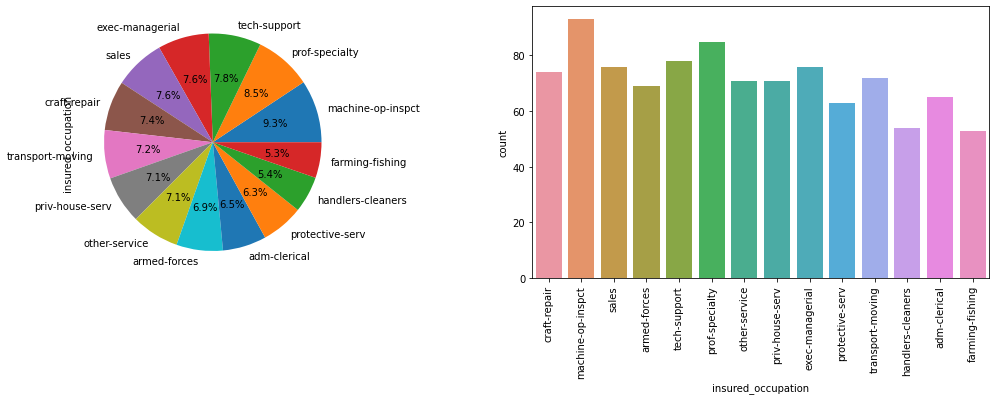 exec-managerial
tech-support
sales
prof-specialty
craft-repair
machine-op-inspct
transport-moving
farming-fishing
priv-house-serv
handlers-cleaners
other-service
protective-serv
armed-forces
adm-clerical
insured_occupation
7.6%
7.8%
7.6%
8.5%
7.4%
9.3%
7.2%
5.3%
7.1%
5.4%
7.1%
6.3%
6.9%
6.5%
count
80
60
40
20
0
craft-repair
machine-op-inspct
sales
armed-forces
tech-support
prof-specialty
other-service
priv-house-serv
exec-managerial
protective-serv
transport-moving
handlers-cleaners
adm-clerical
farming-fishing
insured_occupation